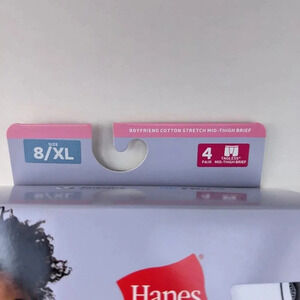 BOYFRIEND COTTON STRETCH MID-THIGH BRIEF
SIZE
8/XL
4
PAIR
TAGLESS®
MID-THIGH BRIEF
Hanes